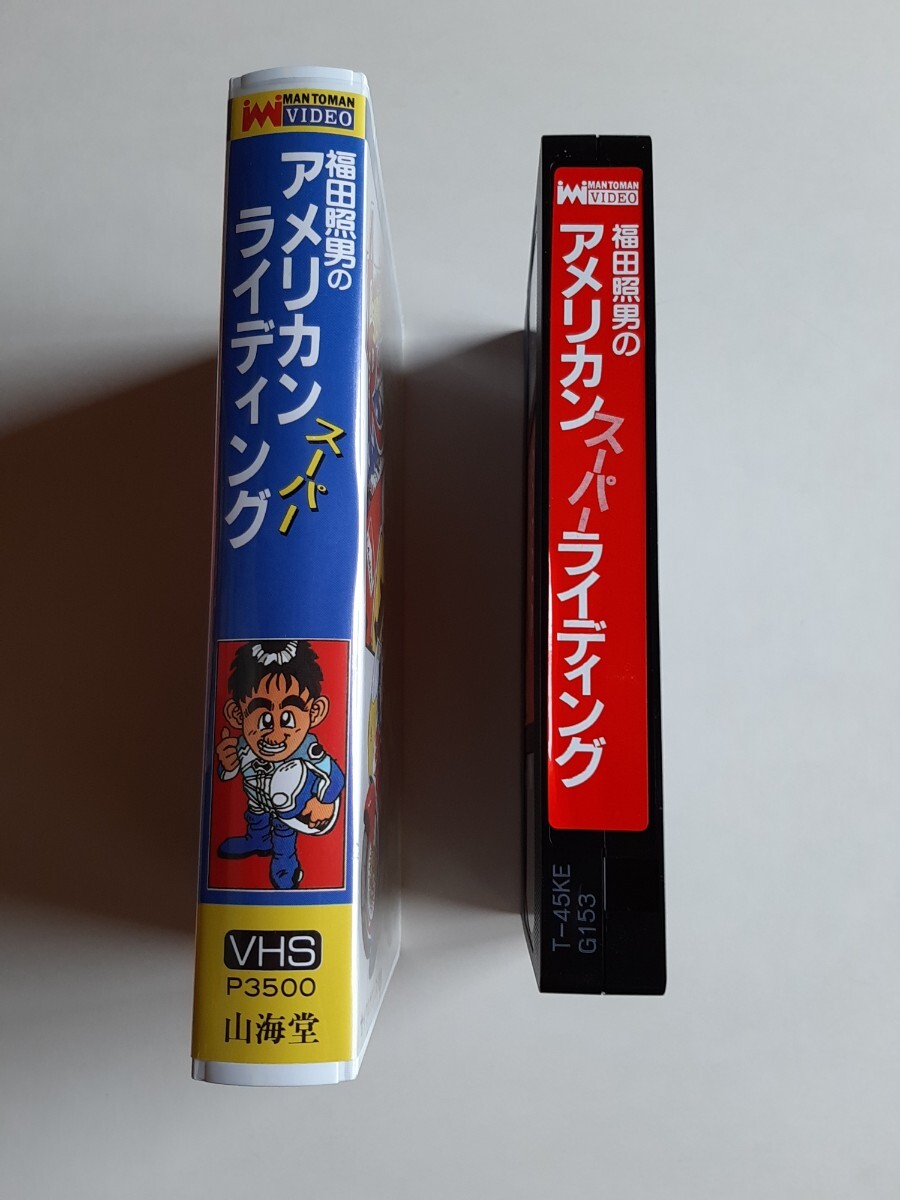 MAN TO MAN
VIDEO
福田照男の
アメリカン
スーパー
ライディング
VHS
P3500
山海堂
MAN TO MAN
VIDEO
福田照男の
アメリカンスーパーライディング
T-45KE
G153